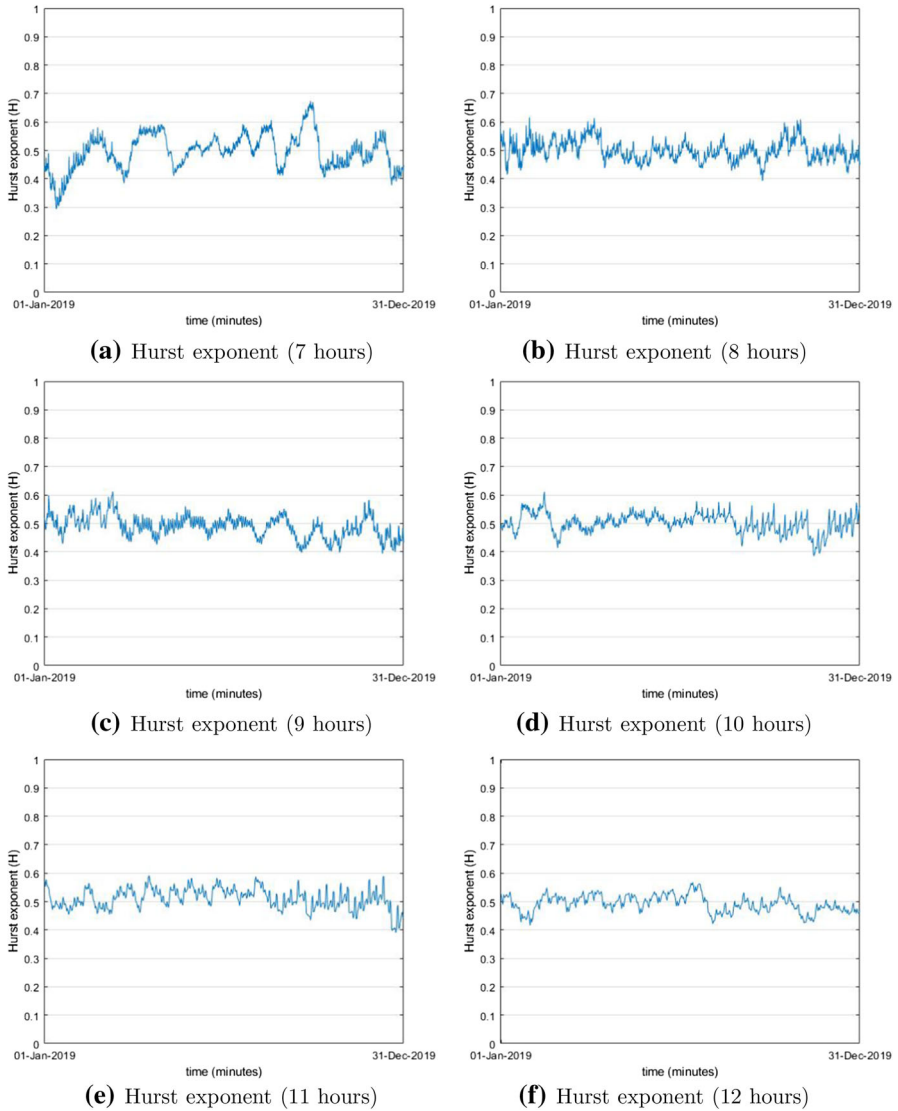 1
0.9
0.8
0.7
0.6
0.5
0.4
0.3
0.2
0.1
0
Hurst exponent (H)
01-Jan-2019
31-Dec-2019
time (minutes)
(a) Hurst exponent (7 hours)
1
0.9
0.8
0.7
0.6
0.5
0.4
0.3
0.2
0.1
0
Hurst exponent (H)
01-Jan-2019
31-Dec-2019
time (minutes)
(b) Hurst exponent (8 hours)
1
0.9
0.8
0.7
0.6
0.5
0.4
0.3
0.2
0.1
0
Hurst exponent (H)
01-Jan-2019
31-Dec-2019
time (minutes)
(c) Hurst exponent (9 hours)
1
0.9
0.8
0.7
0.6
0.5
0.4
0.3
0.2
0.1
0
Hurst exponent (H)
01-Jan-2019
31-Dec-2019
time (minutes)
(d) Hurst exponent (10 hours)
1
0.9
0.8
0.7
0.6
0.5
0.4
0.3
0.2
0.1
0
Hurst exponent (H)
01-Jan-2019
31-Dec-2019
time (minutes)
(e) Hurst exponent (11 hours)
1
0.9
0.8
0.7
0.6
0.5
0.4
0.3
0.2
0.1
0
Hurst exponent (H)
01-Jan-2019
31-Dec-2019
time (minutes)
(f) Hurst exponent (12 hours)